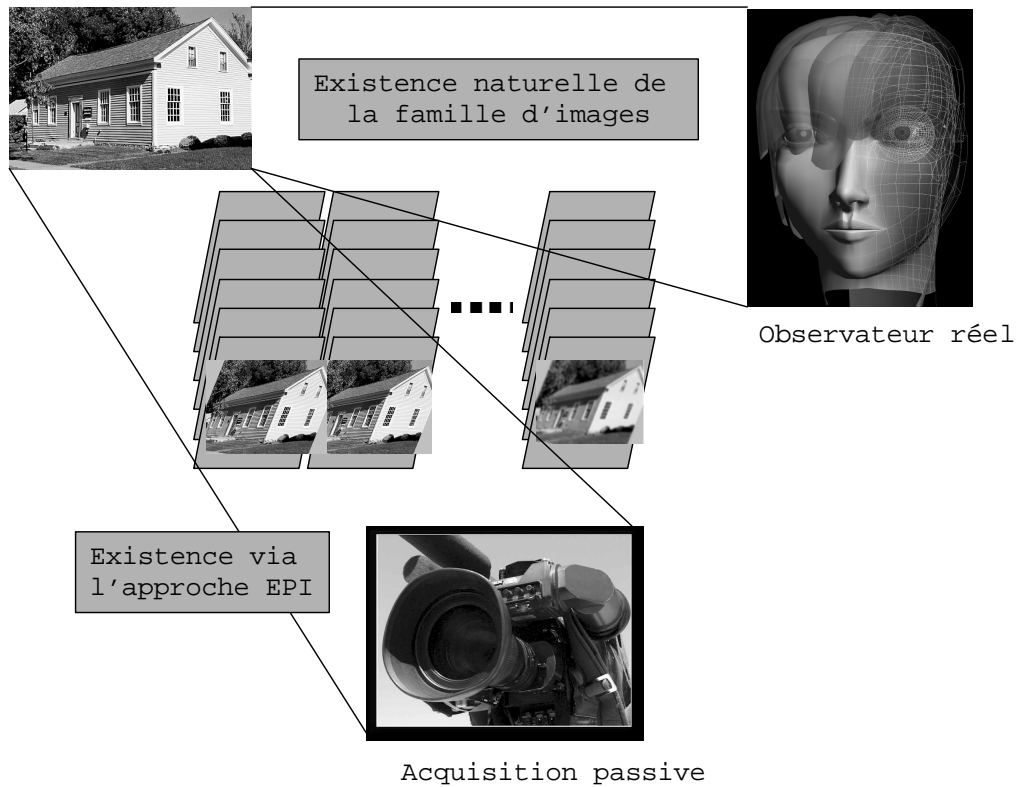 Existence naturelle de
la famille d'images
Observateur réel
Existence via
l'approche EPI
Acquisition passive